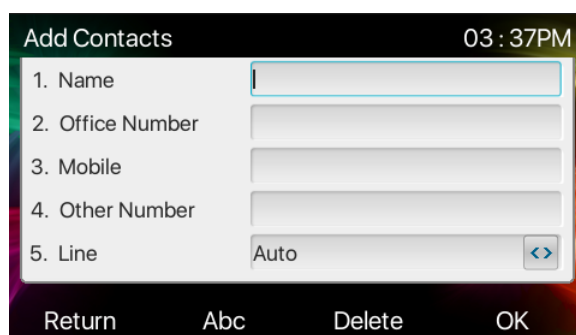 Add Contacts 03 : 37PM
1. Name
2. Office Number
3. Mobile
4. Other Number
5. Line Auto <>
Return Abc Delete OK